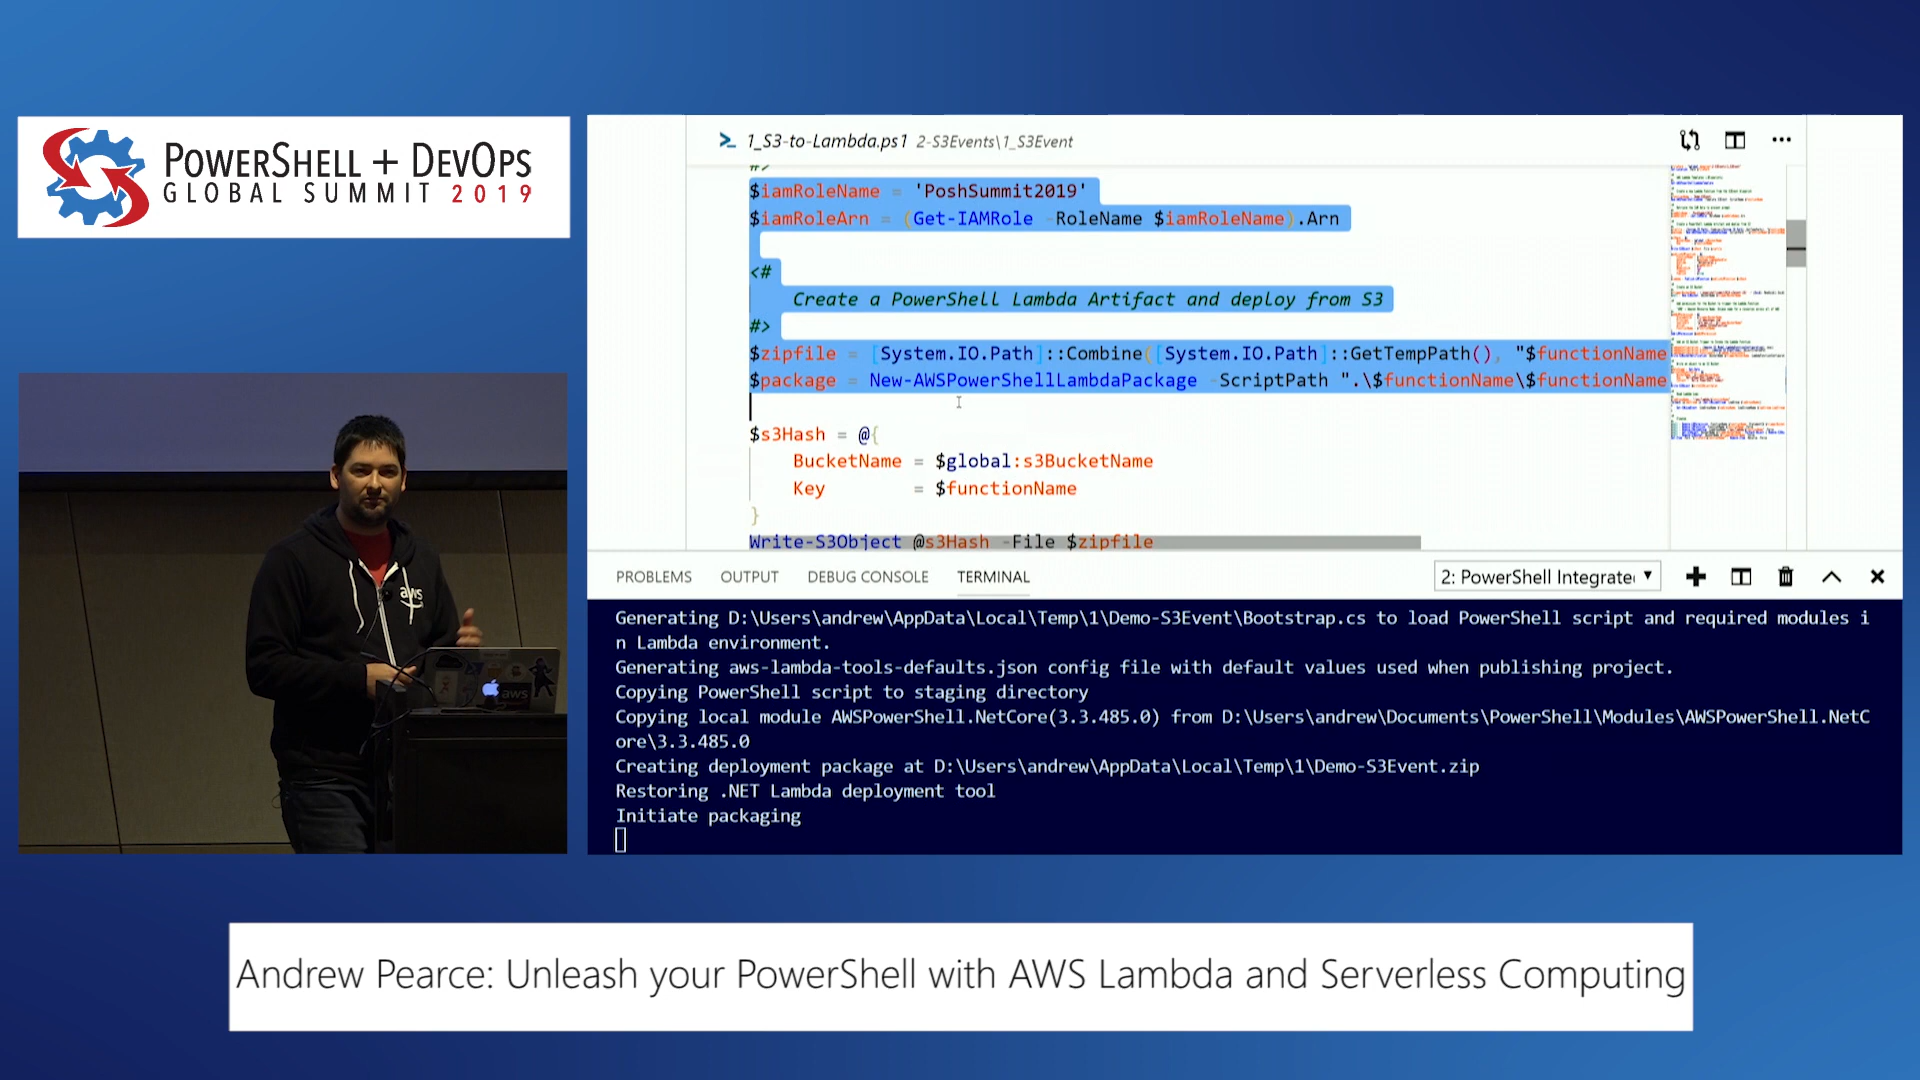 POWERSHELL + DEVOPS
GLOBAL SUMMIT 2019
1_S3-to-Lambda.ps1 2-S3Events\1_S3Event
#>
$iamRoleName = 'PoshSummit2019'
$iamRoleArn = (Get-IAMRole -RoleName $iamRoleName).Arn
<#
Create a PowerShell Lambda Artifact and deploy from S3
#>
$zipfile = [System.IO.Path]::Combine([System.IO.Path]::GetTempPath(), "$functionName
$package = New-AWSPowerShellLambdaPackage -ScriptPath ".\$functionName\$functionName
$s3Hash = @{
BucketName = $global:s3BucketName
Key = $functionName
}
Write-S3Object @s3Hash -File $zipfile
PROBLEMS OUTPUT DEBUG CONSOLE TERMINAL 2: PowerShell Integrate
Generating D:\Users\andrew\AppData\Local\Temp\1\Demo-S3Event\Bootstrap.cs to load PowerShell script and required modules i
n Lambda environment.
Generating aws-lambda-tools-defaults.json config file with default values used when publishing project.
Copying PowerShell script to staging directory
Copying local module AWSPowerShell.NetCore(3.3.485.0) from D:\Users\andrew\Documents\PowerShell\Modules\AWSPowerShell.NetC
ore\3.3.485.0
Creating deployment package at D:\Users\andrew\AppData\Local\Temp\1\Demo-S3Event.zip
Restoring .NET Lambda deployment tool
Initiate packaging
aws
aws
Andrew Pearce: Unleash your PowerShell with AWS Lambda and Serverless Computing